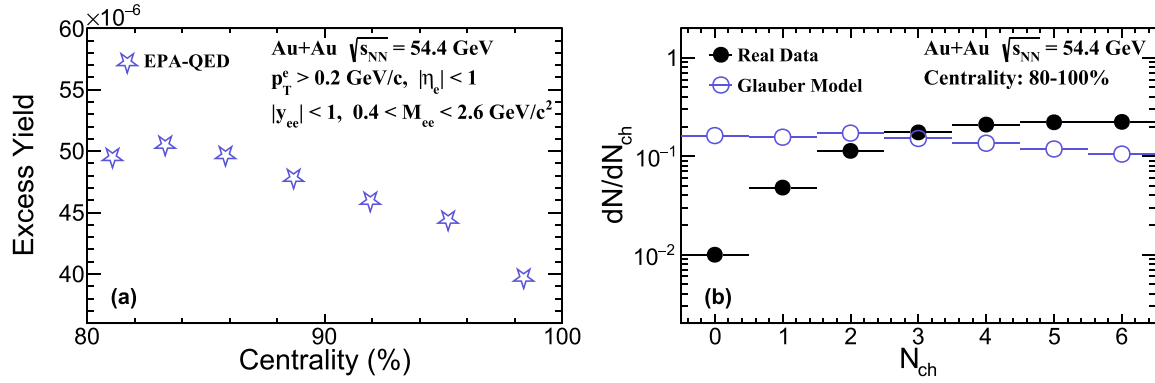 ×10⁻⁶
60
55
50
45
40
Excess Yield
EPA-QED
Au+Au √s_NN = 54.4 GeV
p_T^e > 0.2 GeV/c, |η_e| < 1
|y_ee| < 1, 0.4 < M_ee < 2.6 GeV/c²
(a)
80 90 100
Centrality (%)
1
10⁻¹
10⁻²
dN/dN_ch
Real Data
Glauber Model
Au+Au √s_NN = 54.4 GeV
Centrality: 80-100%
(b)
0 1 2 3 4 5 6
N_ch